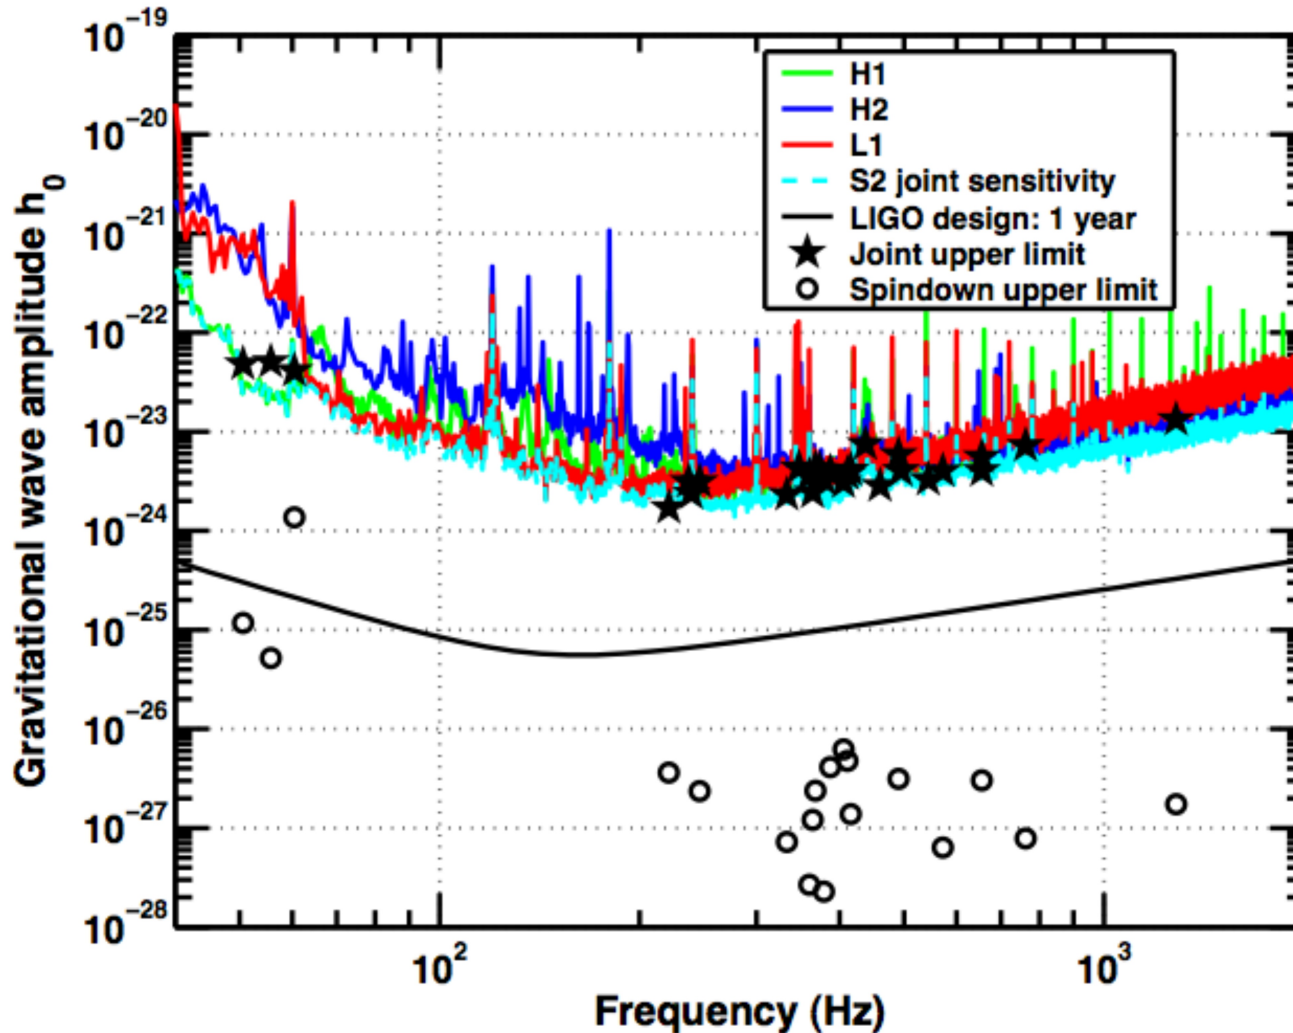 10^-19
10^-20
10^-21
10^-22
10^-23
10^-24
10^-25
10^-26
10^-27
10^-28
Gravitational wave amplitude h_0
H1
H2
L1
S2 joint sensitivity
LIGO design: 1 year
Joint upper limit
Spindown upper limit
10^2
10^3
Frequency (Hz)